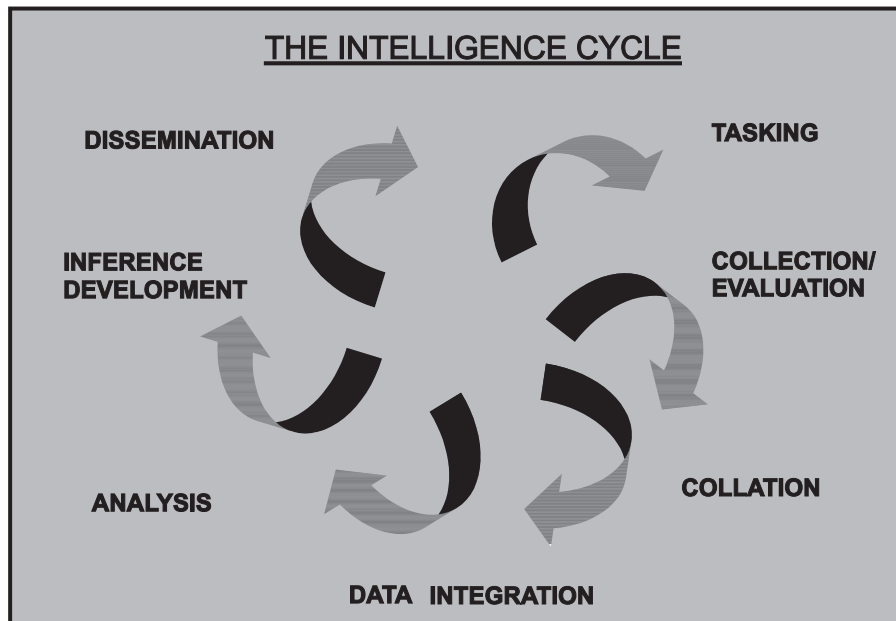 THE INTELLIGENCE CYCLE
DISSEMINATION
TASKING
INFERENCE
DEVELOPMENT
COLLECTION/
EVALUATION
ANALYSIS
COLLATION
DATA INTEGRATION